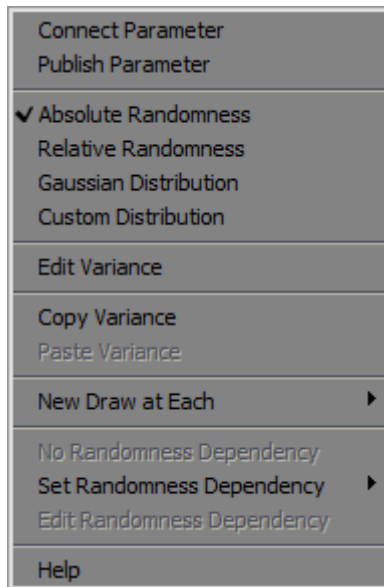 Connect Parameter
Publish Parameter
Absolute Randomness
Relative Randomness
Gaussian Distribution
Custom Distribution
Edit Variance
Copy Variance
Paste Variance
New Draw at Each
No Randomness Dependency
Set Randomness Dependency
Edit Randomness Dependency
Help